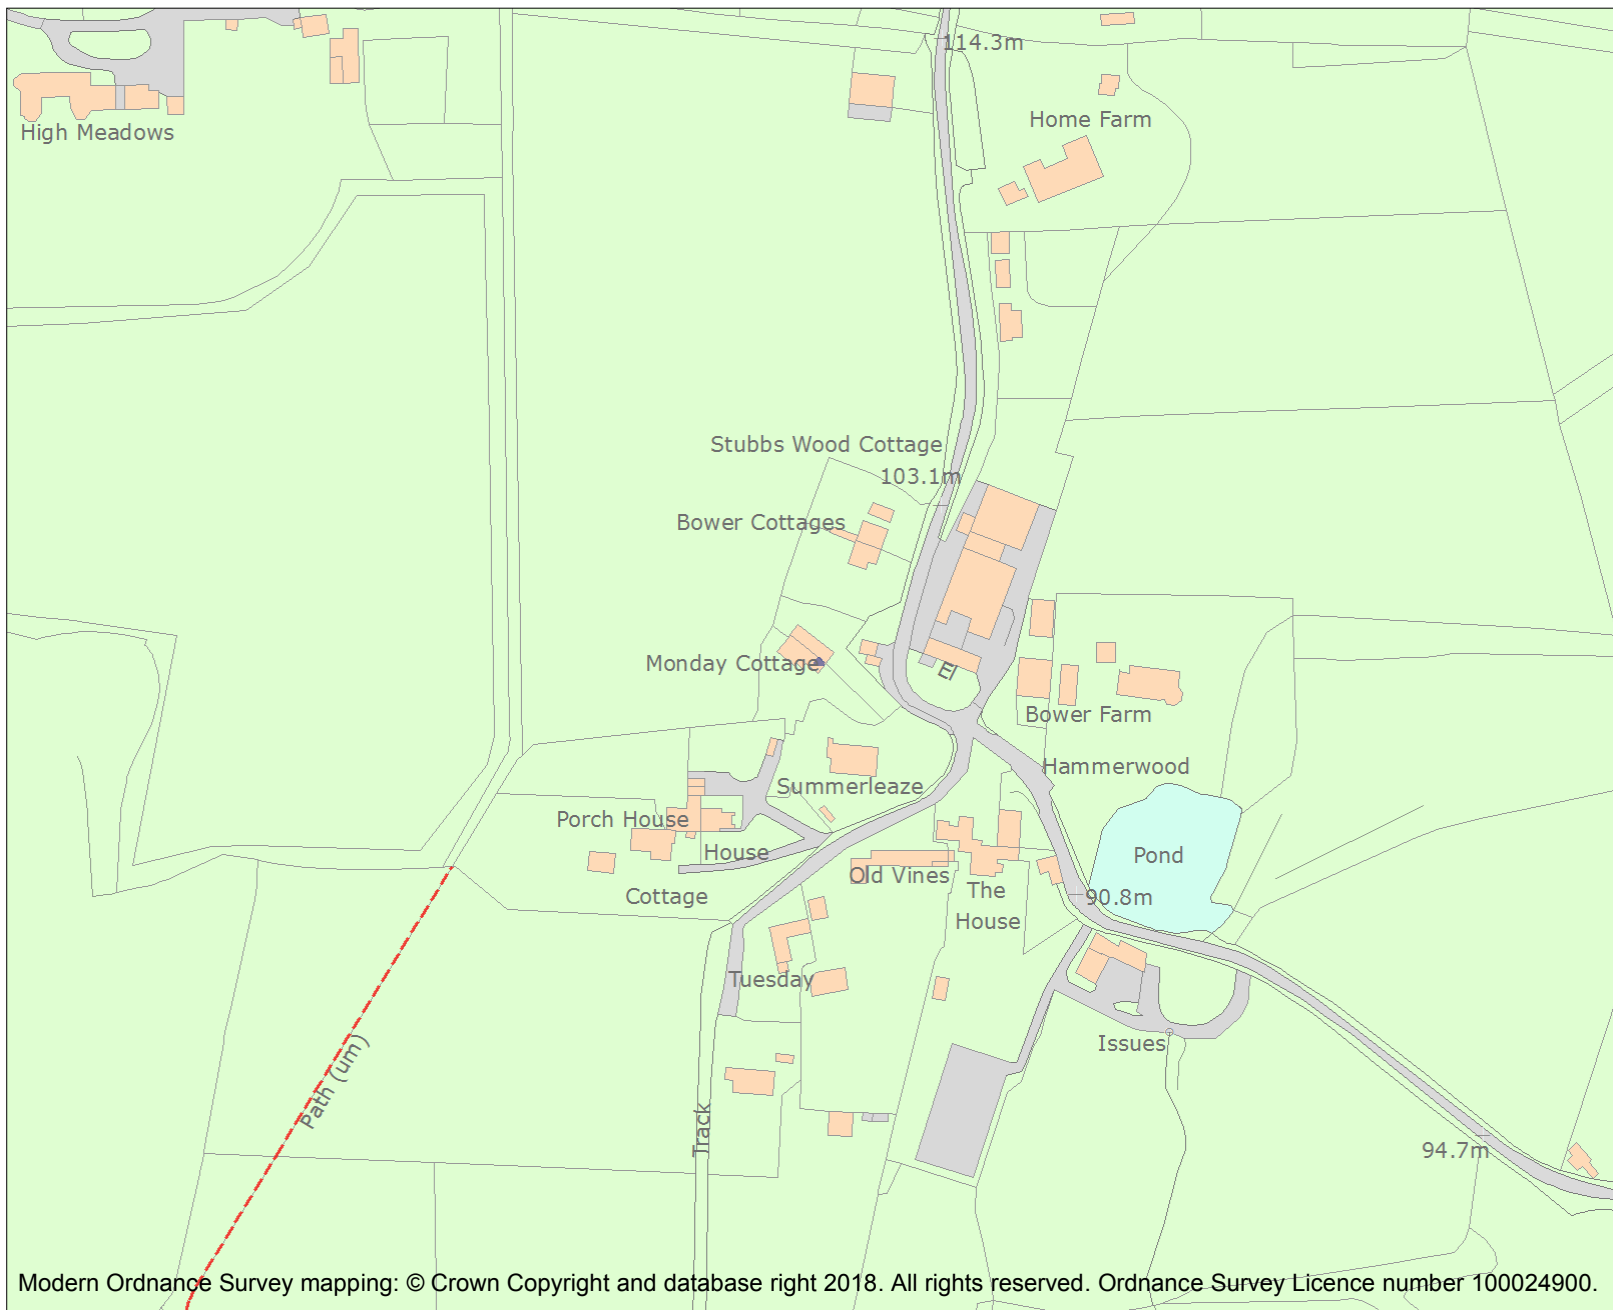 114.3m
Home Farm
High Meadows
Stubbs Wood Cottage
103.1m
Bower Cottages
Monday Cottage
El
Bower Farm
Hammerwood
Summerleaze
Porch House
House
Pond
Old Vines
The
House
Cottage
90.8m
Tuesday
Issues
Path (um)
Track
94.7m
Modern Ordnance Survey mapping: © Crown Copyright and database right 2018. All rights reserved. Ordnance Survey Licence number 100024900.